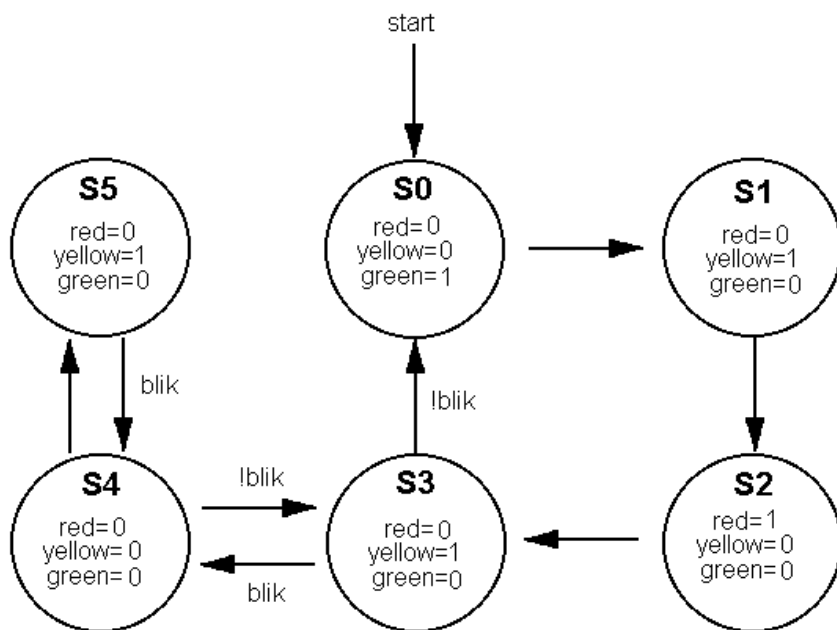 start
S5
red=0
yellow=1
green=0
S0
red=0
yellow=0
green=1
S1
red=0
yellow=1
green=0
blik
!blik
S4
red=0
yellow=0
green=0
!blik
blik
S3
red=0
yellow=1
green=0
S2
red=1
yellow=0
green=0